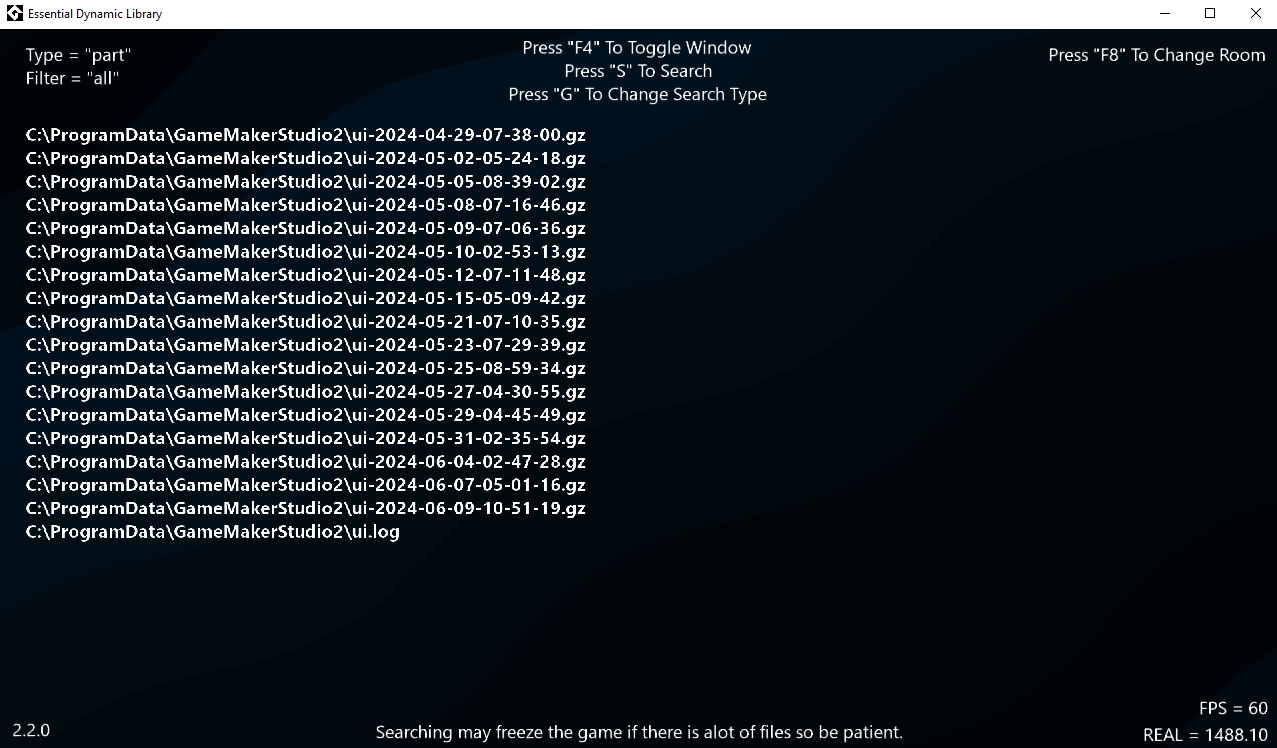 Essential Dynamic Library
Type = "part"
Filter = "all"
Press "F4" To Toggle Window
Press "S" To Search
Press "G" To Change Search Type
Press "F8" To Change Room
C:\ProgramData\GameMakerStudio2\ui-2024-04-29-07-38-00.gz
C:\ProgramData\GameMakerStudio2\ui-2024-05-02-05-24-18.gz
C:\ProgramData\GameMakerStudio2\ui-2024-05-05-08-39-02.gz
C:\ProgramData\GameMakerStudio2\ui-2024-05-08-07-16-46.gz
C:\ProgramData\GameMakerStudio2\ui-2024-05-09-07-06-36.gz
C:\ProgramData\GameMakerStudio2\ui-2024-05-10-02-53-13.gz
C:\ProgramData\GameMakerStudio2\ui-2024-05-12-07-11-48.gz
C:\ProgramData\GameMakerStudio2\ui-2024-05-15-05-09-42.gz
C:\ProgramData\GameMakerStudio2\ui-2024-05-21-07-10-35.gz
C:\ProgramData\GameMakerStudio2\ui-2024-05-23-07-29-39.gz
C:\ProgramData\GameMakerStudio2\ui-2024-05-25-08-59-34.gz
C:\ProgramData\GameMakerStudio2\ui-2024-05-27-04-30-55.gz
C:\ProgramData\GameMakerStudio2\ui-2024-05-29-04-45-49.gz
C:\ProgramData\GameMakerStudio2\ui-2024-05-31-02-35-54.gz
C:\ProgramData\GameMakerStudio2\ui-2024-06-04-02-47-28.gz
C:\ProgramData\GameMakerStudio2\ui-2024-06-07-05-01-16.gz
C:\ProgramData\GameMakerStudio2\ui-2024-06-09-10-51-19.gz
C:\ProgramData\GameMakerStudio2\ui.log
2.2.0
Searching may freeze the game if there is alot of files so be patient.
FPS = 60
REAL = 1488.10